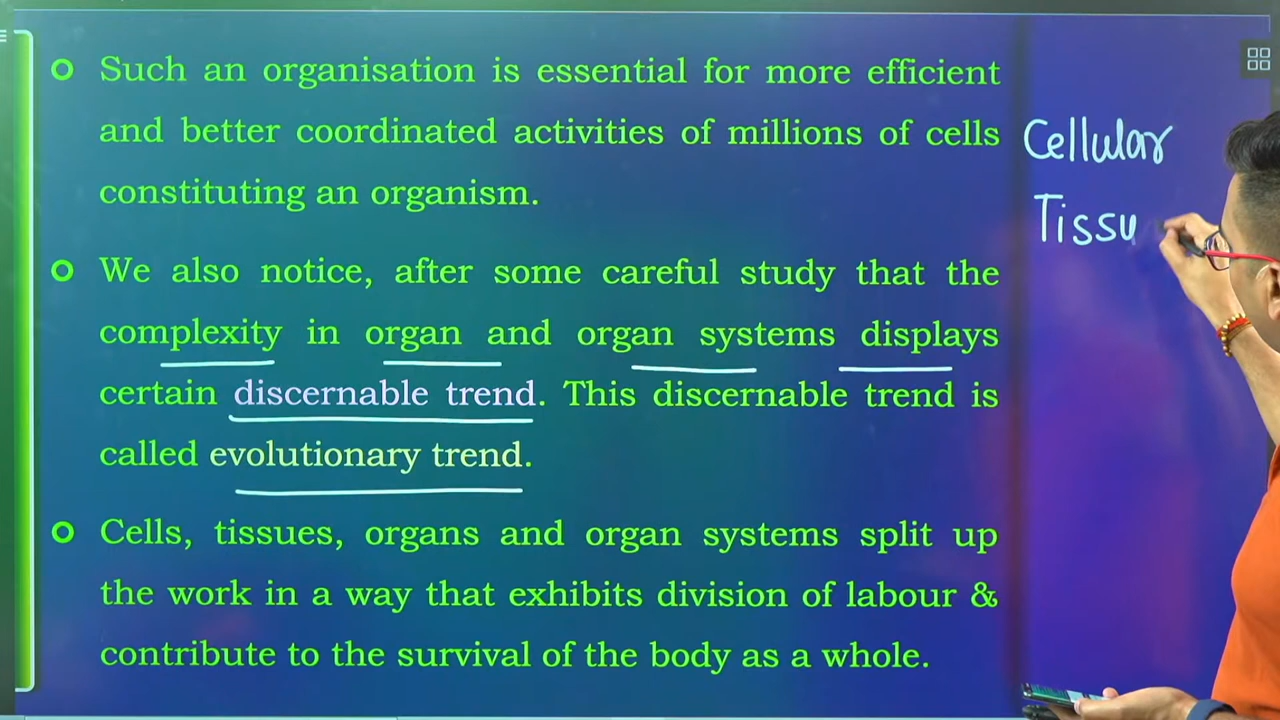 Such an organisation is essential for more efficient
and better coordinated activities of millions of cells
constituting an organism.
We also notice, after some careful study that the
complexity in organ and organ systems displays
certain discernable trend. This discernable trend is
called evolutionary trend.
Cells, tissues, organs and organ systems split up
the work in a way that exhibits division of labour &
contribute to the survival of the body as a whole.
Cellular
Tissu